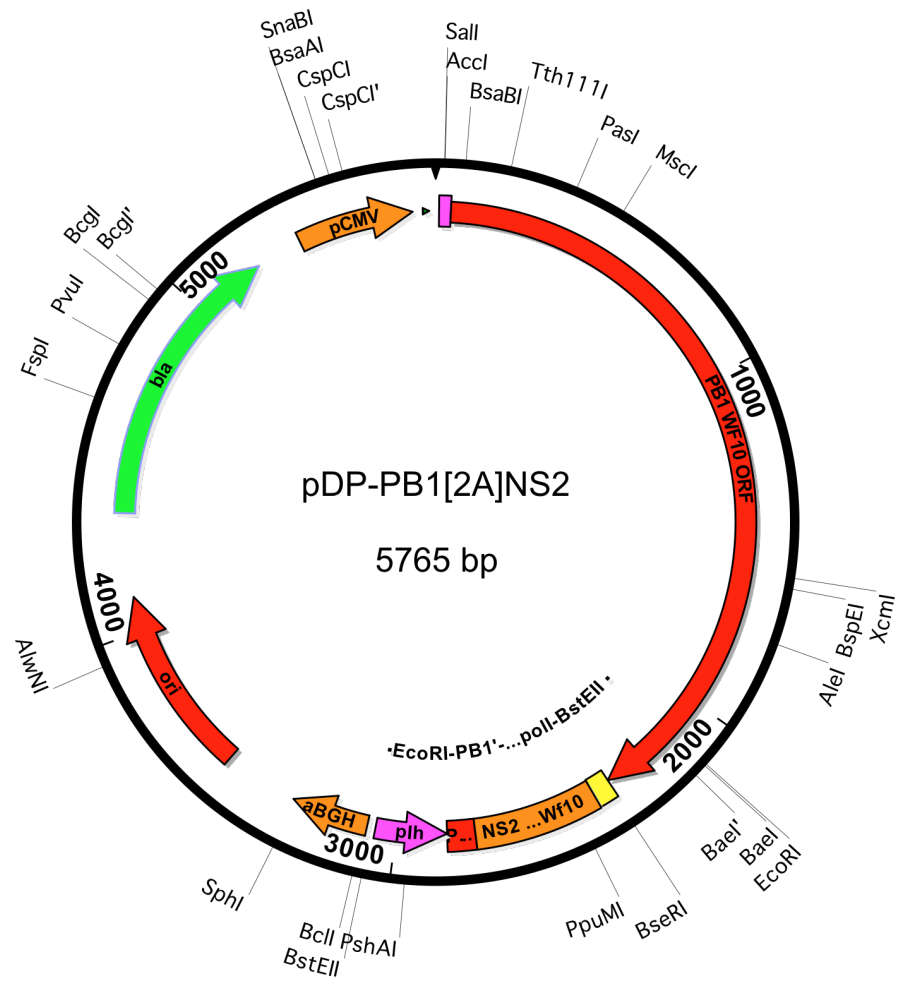 SnaBI
BsaAI
CspCI
CspCI'
SalI
AccI
BsaBI
Tth111I
PasI
MscI
BcgI
BcgI'
PvuI
FspI
5000
pCMV
bla
1000
PB1 WF10 ORF
pDP-PB1[2A]NS2
5765 bp
4000
AlwNI
ori
XcmI
BspEI
AleI
2000
EcoRI-PB1'-...polI-BstEII
BaeI'
BaeI
EcoRI
aBGH
pIh
P...
NS2 ...Wf10
3000
SphI
BclI
PshAI
BstEII
PpuMI
BseRI